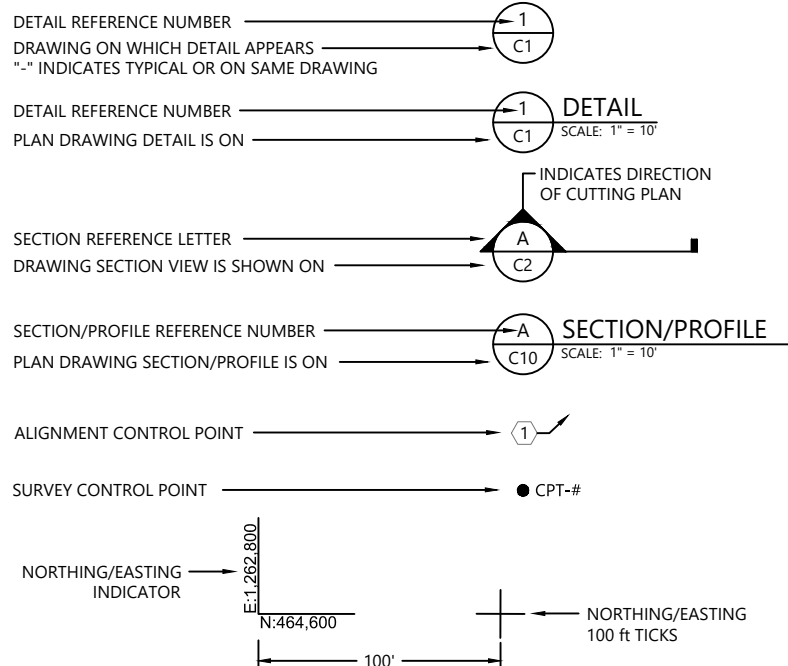 DETAIL REFERENCE NUMBER
1
DRAWING ON WHICH DETAIL APPEARS
C1
"-" INDICATES TYPICAL OR ON SAME DRAWING
DETAIL REFERENCE NUMBER
1
DETAIL
PLAN DRAWING DETAIL IS ON
C1
SCALE: 1" = 10'
INDICATES DIRECTION
OF CUTTING PLAN
SECTION REFERENCE LETTER
A
DRAWING SECTION VIEW IS SHOWN ON
C2
SECTION/PROFILE REFERENCE NUMBER
A
SECTION/PROFILE
PLAN DRAWING SECTION/PROFILE IS ON
C10
SCALE: 1" = 10'
ALIGNMENT CONTROL POINT
1
SURVEY CONTROL POINT
CPT-#
NORTHING/EASTING
INDICATOR
E:1,262,800
N:464,600
NORTHING/EASTING
100 ft TICKS
100'